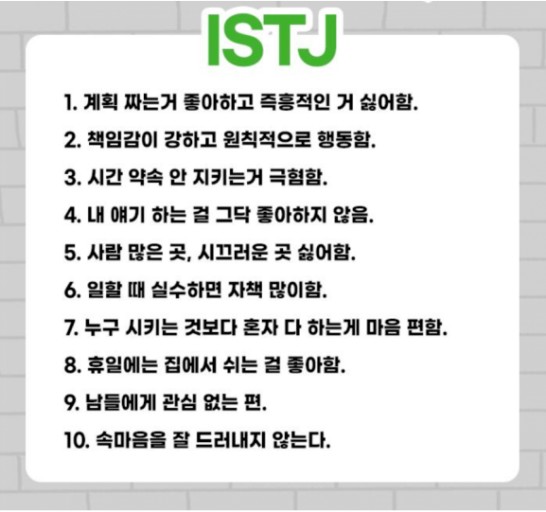 ISTJ
1. 계획 짜는거 좋아하고 즉흥적인 거 싫어함.
2. 책임감이 강하고 원칙적으로 행동함.
3. 시간 약속 안 지키는거 극혐함.
4. 내 얘기 하는 걸 그닥 좋아하지 않음.
5. 사람 많은 곳, 시끄러운 곳 싫어함.
6. 일할 때 실수하면 자책 많이함.
7. 누구 시키는 것보다 혼자 다 하는게 마음 편함.
8. 휴일에는 집에서 쉬는 걸 좋아함.
9. 남들에게 관심 없는 편.
10. 속마음을 잘 드러내지 않는다.